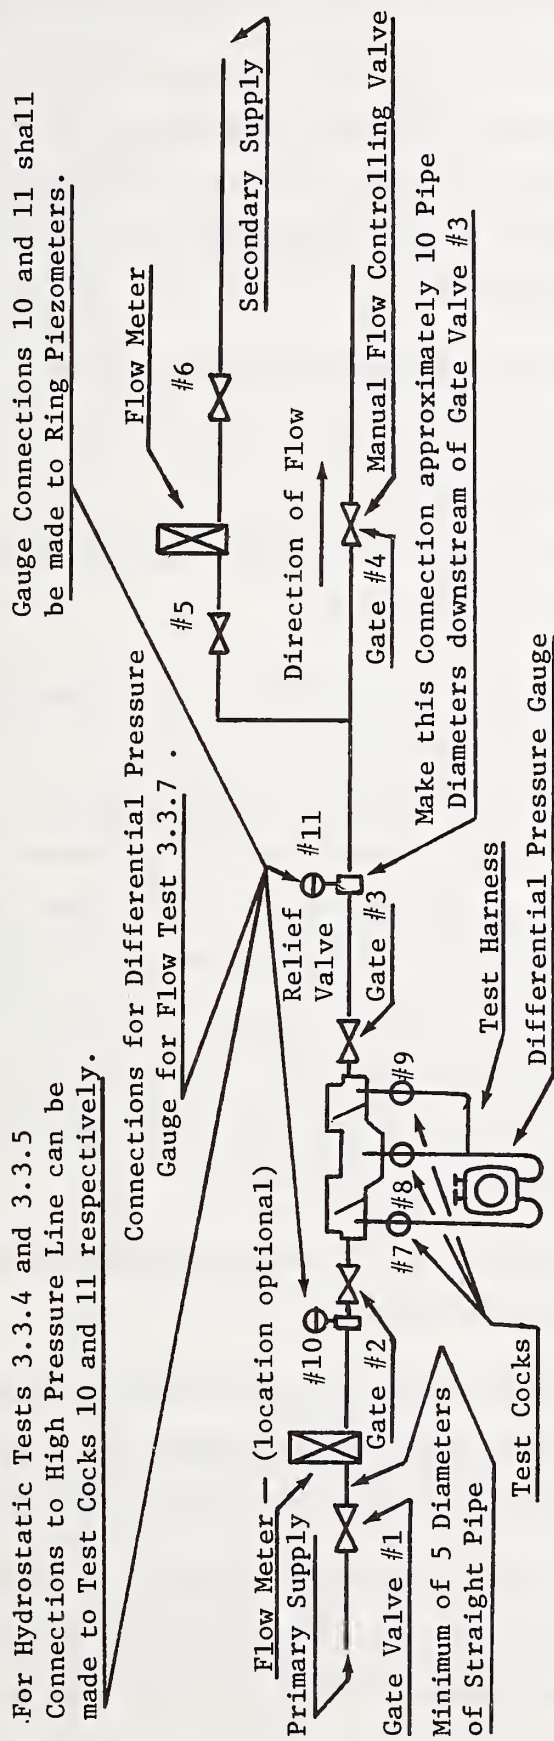 .For Hydrostatic Tests 3.3.4 and 3.3.5
Connections to High Pressure Line can be
made to Test Cocks 10 and 11 respectively.
Gauge Connections 10 and 11 shall
be made to Ring Piezometers.
Connections for Differential Pressure
Gauge for Flow Test 3.3.7 .
Flow Meter
#5
#6
Secondary Supply
Direction of Flow
Flow Meter — (location optional)
Primary Supply
#10
Relief
Valve
#11
Gate Valve #1
Gate #2
Gate #3
Gate #4
Manual Flow Controlling Valve
#7
#8
#9
Make this Connection approximately 10 Pipe
Diameters downstream of Gate Valve #3
Minimum of 5 Diameters
of Straight Pipe
Test Cocks
Test Harness
Differential Pressure Gauge